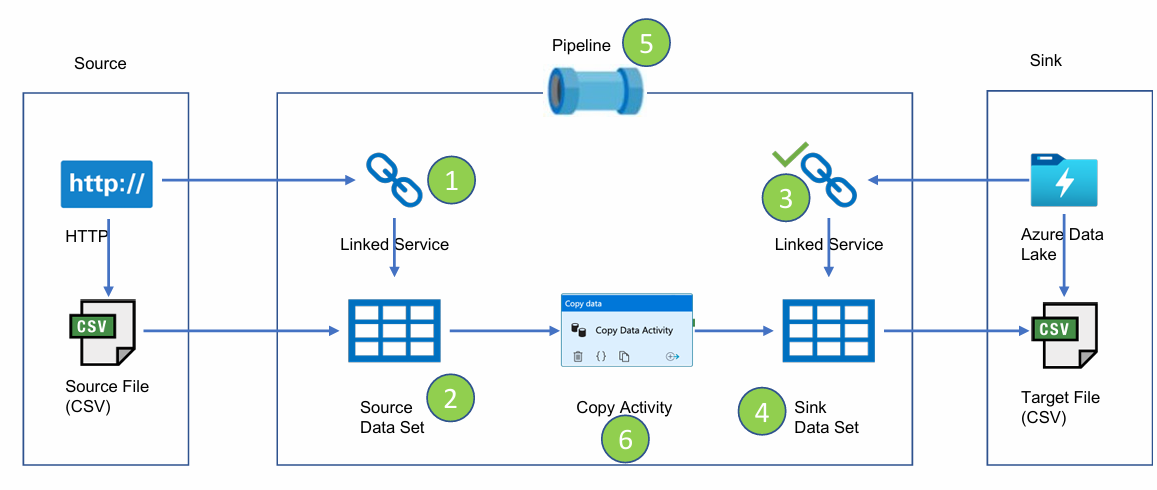 Source
Pipeline
5
Sink
http://
1
3
HTTP
Linked Service
Linked Service
Azure Data
Lake
CSV
Copy data
Copy Data Activity
{}
CSV
Source File
(CSV)
Source
Data Set
2
Copy Activity
6
4
Sink
Data Set
Target File
(CSV)